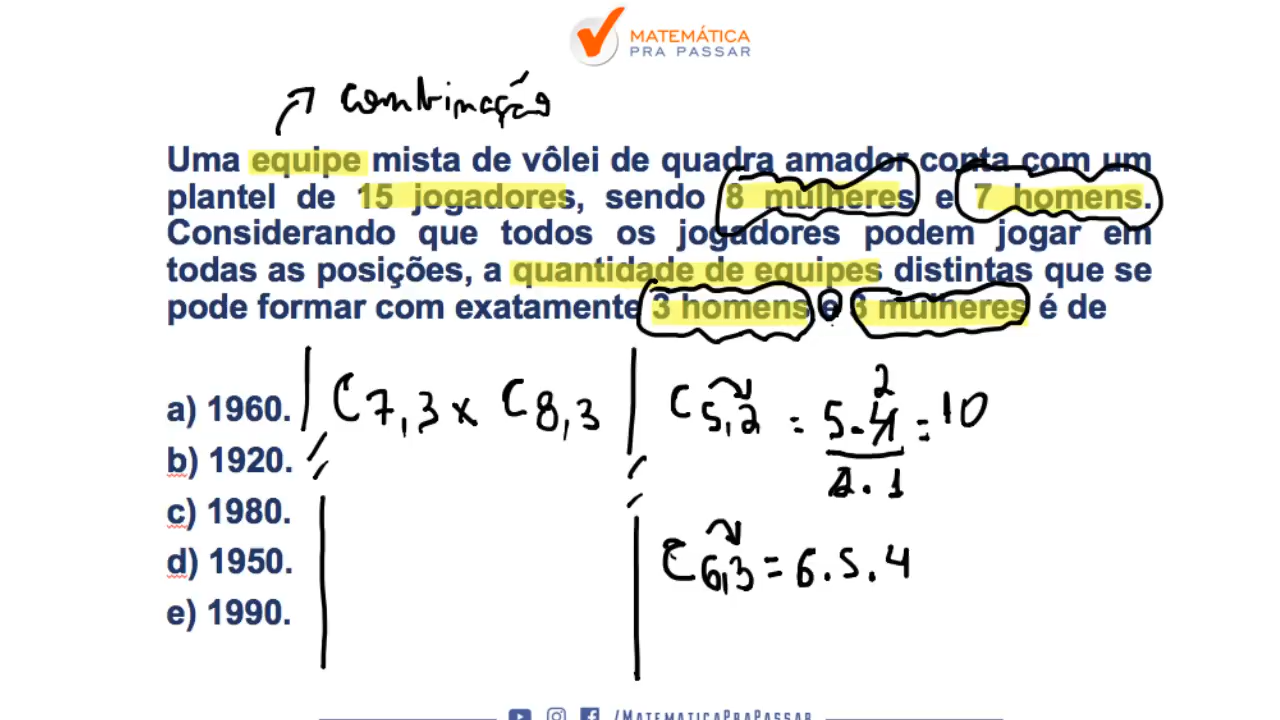 MATEMÁTICA
PRA PASSAR
combinação
Uma equipe mista de vôlei de quadra amador conta com um
plantel de 15 jogadores, sendo 8 mulheres e 7 homens.
Considerando que todos os jogadores podem jogar em
todas as posições, a quantidade de equipes distintas que se
pode formar com exatamente 3 homens e 3 mulheres é de
a) 1960.
b) 1920.
c) 1980.
d) 1950.
e) 1990.
C7,3 x C8,3
C5,2 = 5.4 2 = 10
2.1
C6,3 = 6.5.4
/MATEMATICAPRAPASSAR